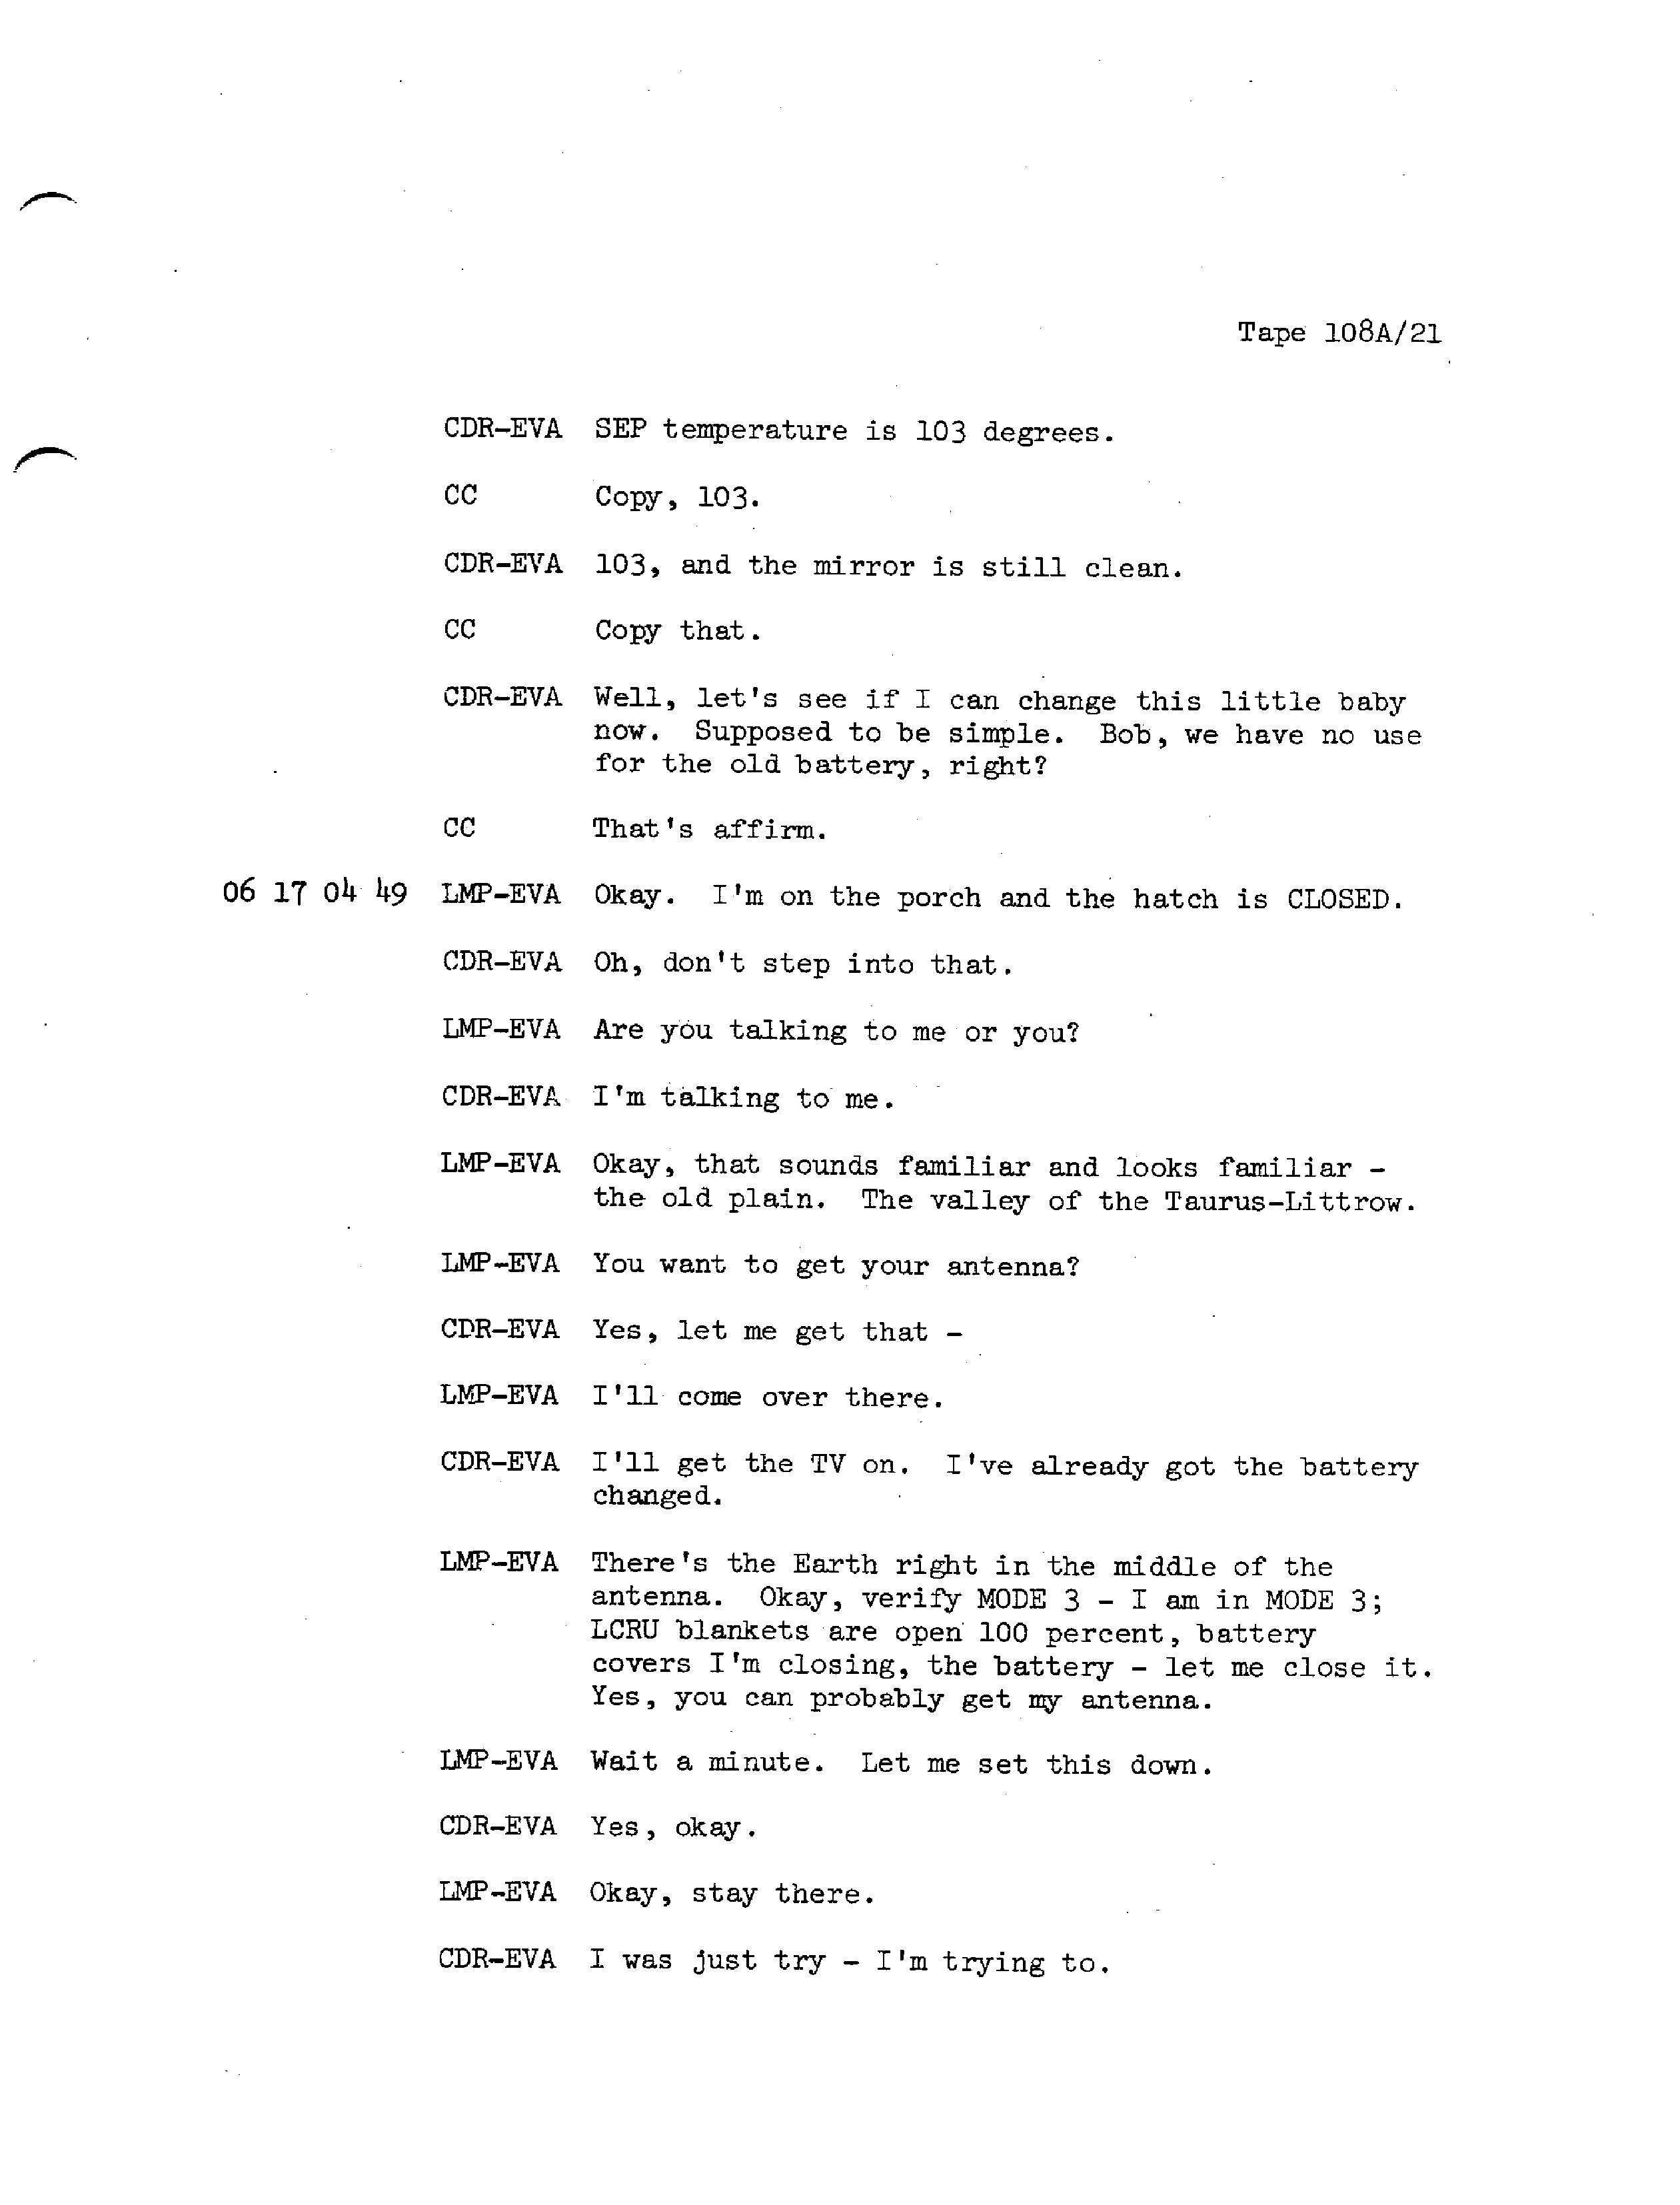 Tape 108A/21
CDR-EVA SEP temperature is 103 degrees.
CC Copy, 103.
CDR-EVA 103, and the mirror is still clean.
CC Copy that.
CDR-EVA Well, let's see if I can change this little baby
now. Supposed to be simple. Bob, we have no use
for the old battery, right?
CC That's affirm.
06 17 04 49 LMP-EVA Okay. I'm on the porch and the hatch is CLOSED.
CDR-EVA Oh, don't step into that.
LMP-EVA Are you talking to me or you?
CDR-EVA I'm talking to me.
LMP-EVA Okay, that sounds familiar and looks familiar -
the old plain. The valley of the Taurus-Littrow.
LMP-EVA You want to get your antenna?
CDR-EVA Yes, let me get that -
LMP-EVA I'll come over there.
CDR-EVA I'll get the TV on. I've already got the battery
changed.
LMP-EVA There's the Earth right in the middle of the
antenna. Okay, verify MODE 3 - I am in MODE 3;
LCRU blankets are open 100 percent, battery
covers I'm closing, the battery - let me close it.
Yes, you can probably get my antenna.
LMP-EVA Wait a minute. Let me set this down.
CDR-EVA Yes, okay.
LMP-EVA Okay, stay there.
CDR-EVA I was just try - I'm trying to.